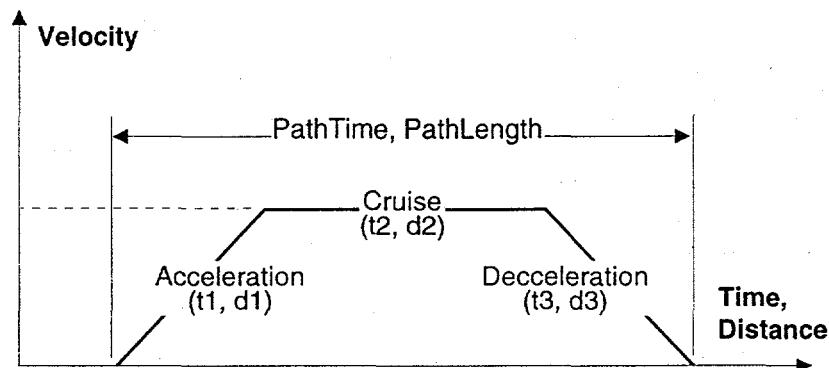 Velocity
PathTime, PathLength
Cruise
(t2, d2)
Acceleration
(t1, d1)
Decceleration
(t3, d3)
Time,
Distance